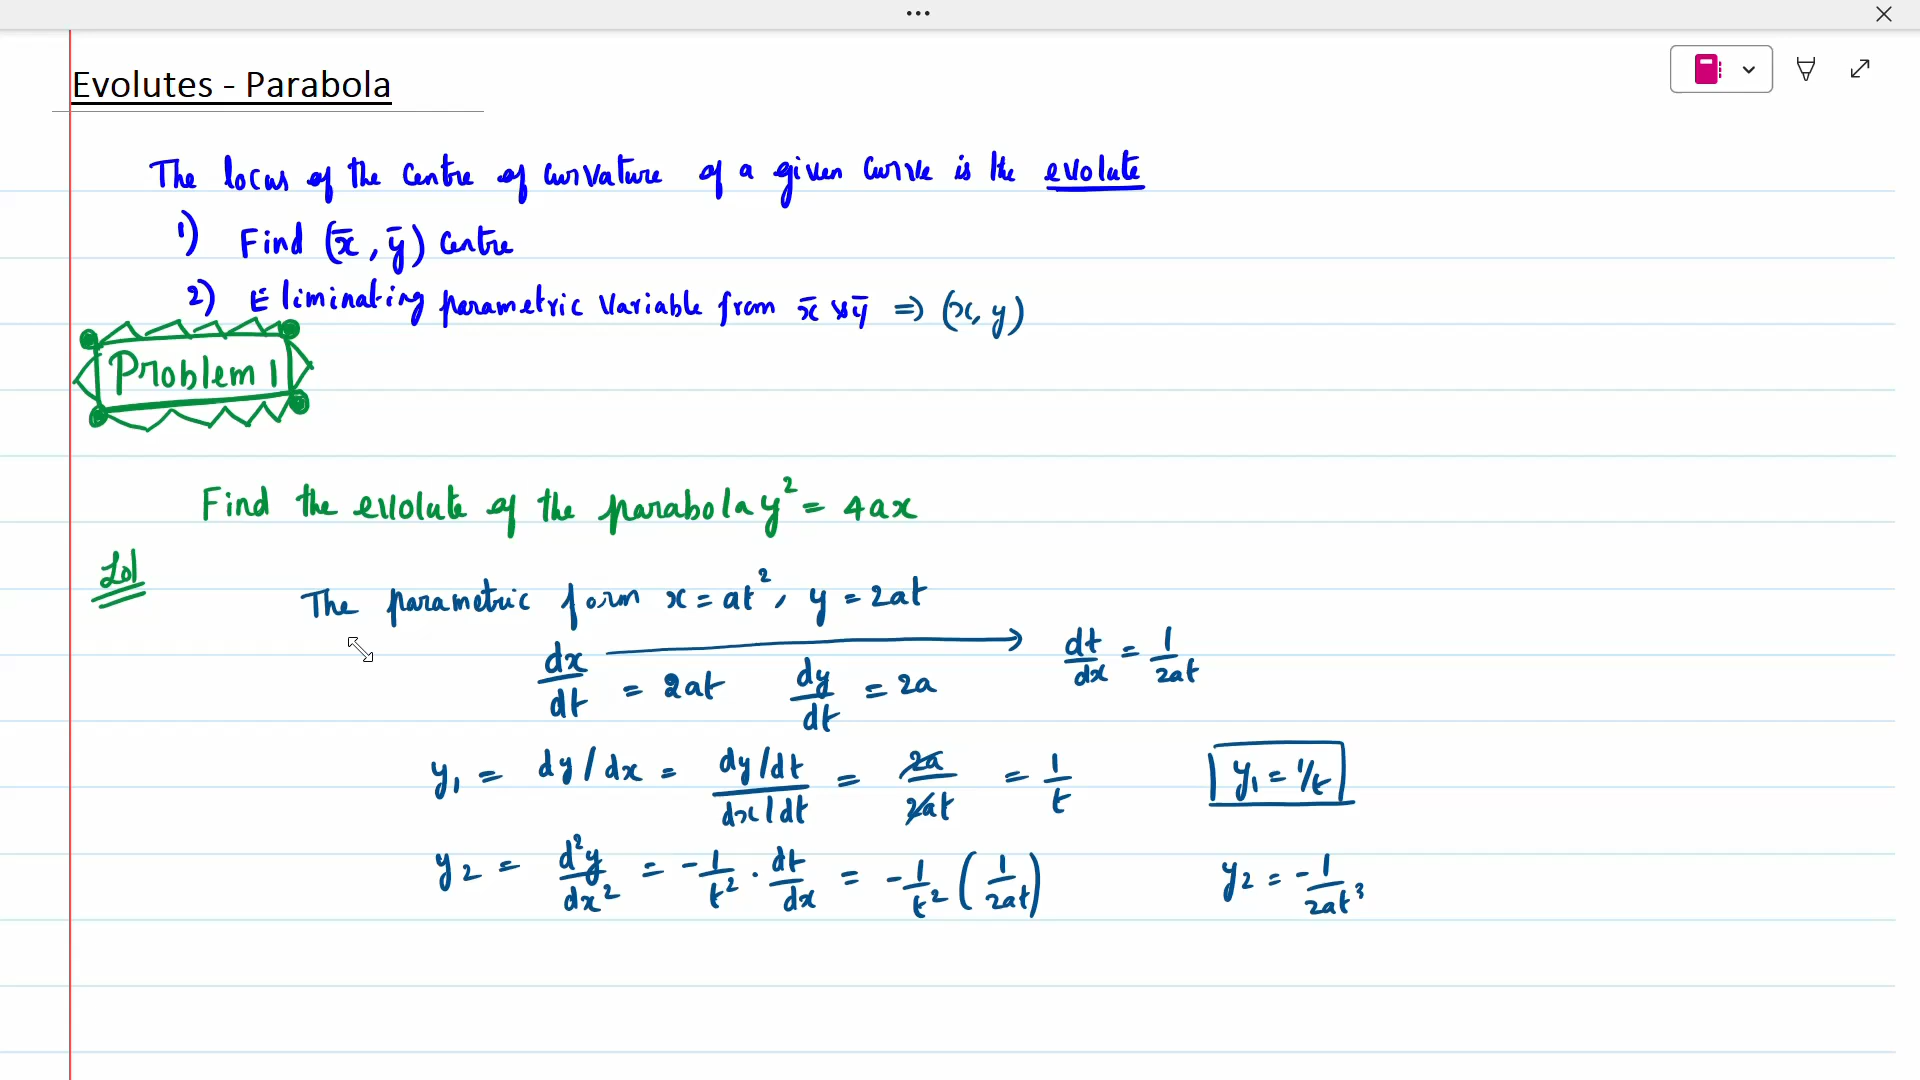 Evolutes - Parabola
The locus of the centre of curvature of a given curve is the evolute
1) Find (x̄, ȳ) Centre
2) Eliminating parametric variable from x̄ & ȳ ⇒ (x, y)
Problem 1
Find the evolute of the parabola y² = 4ax
Sol
The parametric form x = at², y = 2at
dx/dt = 2at dy/dt = 2a → dt/dx = 1/2at
y₁ = dy/dx = (dy/dt)/(dx/dt) = 2a/2at = 1/t y₁ = 1/t
y₂ = d²y/dx² = -1/t² · dt/dx = -1/t² (1/2at) y₂ = -1/2at³